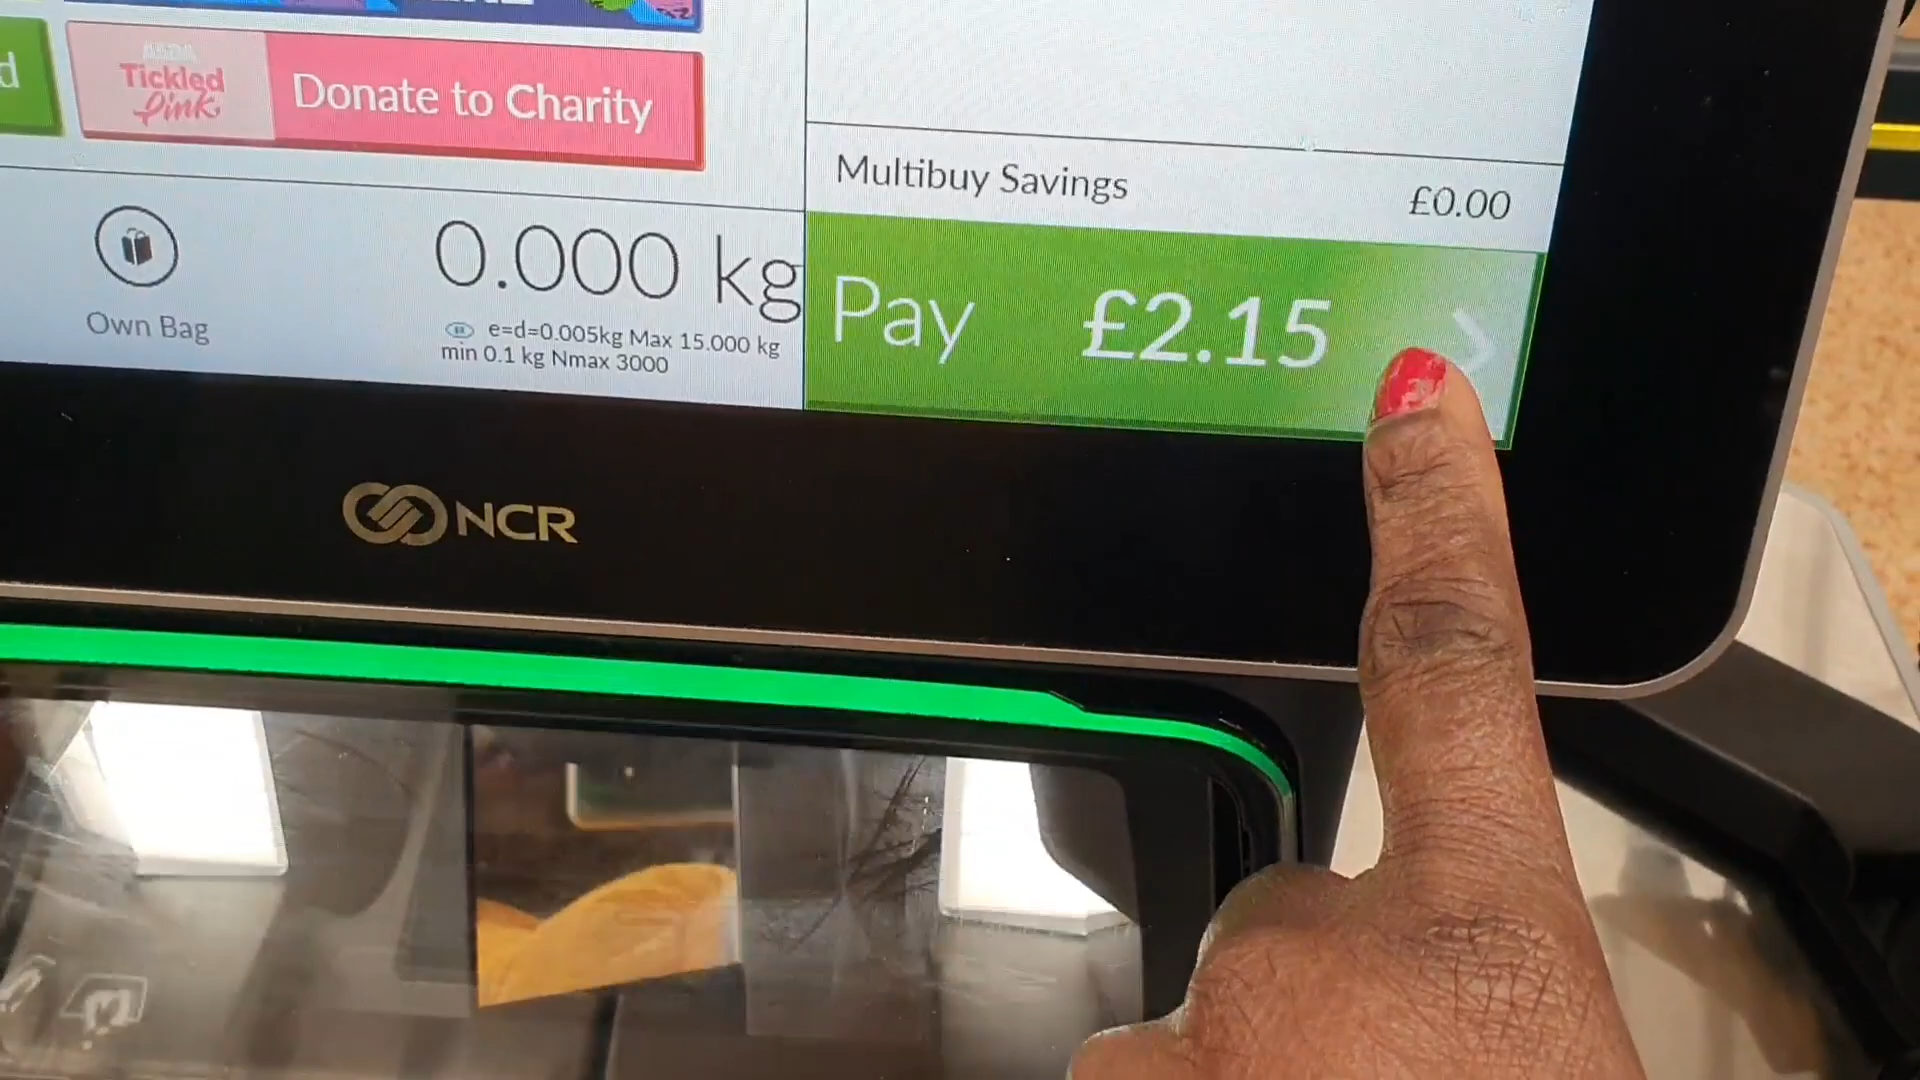 d
ASDA
Tickled
Pink
Donate to Charity
Multibuy Savings
£0.00
Own Bag
0.000 kg
e=d=0.005kg Max 15.000 kg
min 0.1 kg Nmax 3000
Pay
£2.15
NCR